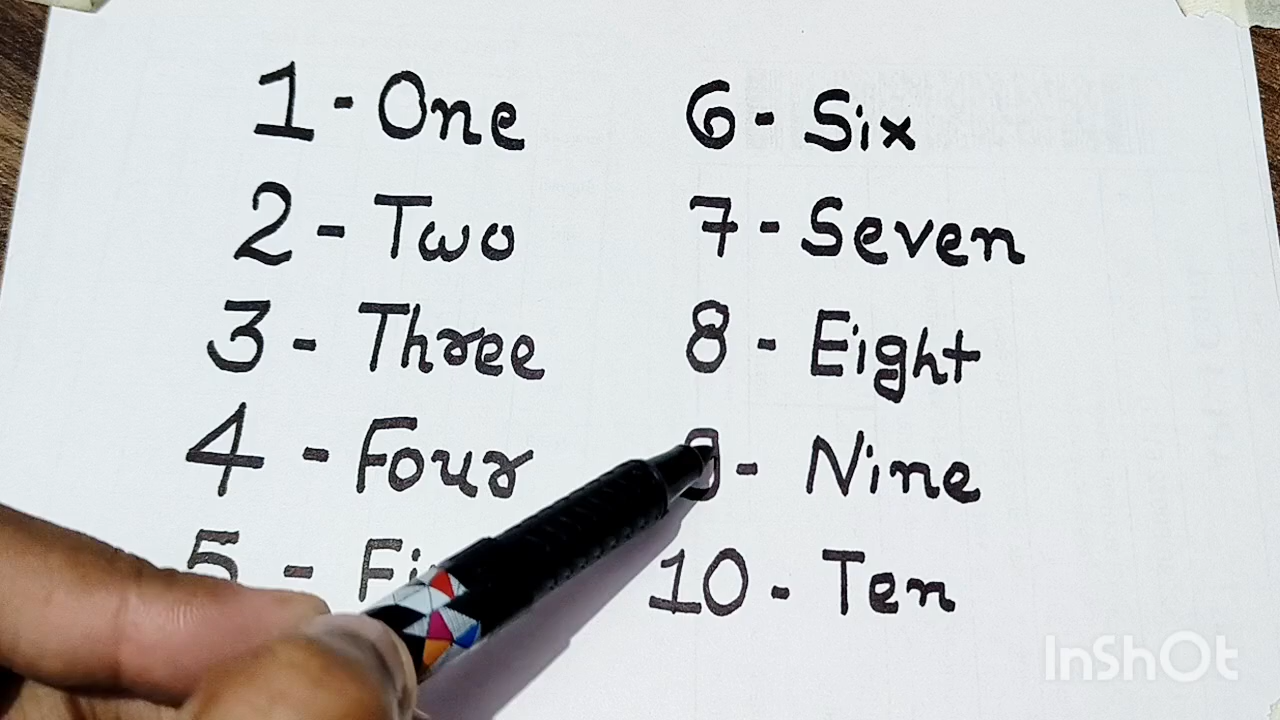 1 - One
2 - Two
3 - Three
4 - Four
5 -
6 - Six
7 - Seven
8 - Eight
9 - Nine
10 - Ten
InShOt